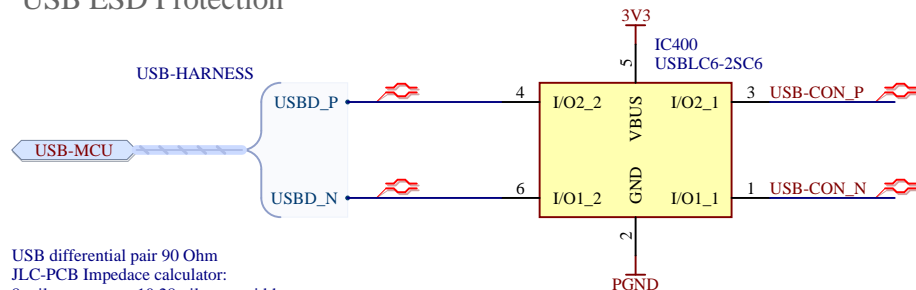 USB ESD Protection
3V3
IC400
USBLC6-2SC6
USB-HARNESS
5
USBD_P
4
I/O2_2
VBUS
I/O2_1
3
USB-CON_P
USB-MCU
USBD_N
6
I/O1_2
GND
I/O1_1
1
USB-CON_N
2
PGND
USB differential pair 90 Ohm
JLC-PCB Impedace calculator: